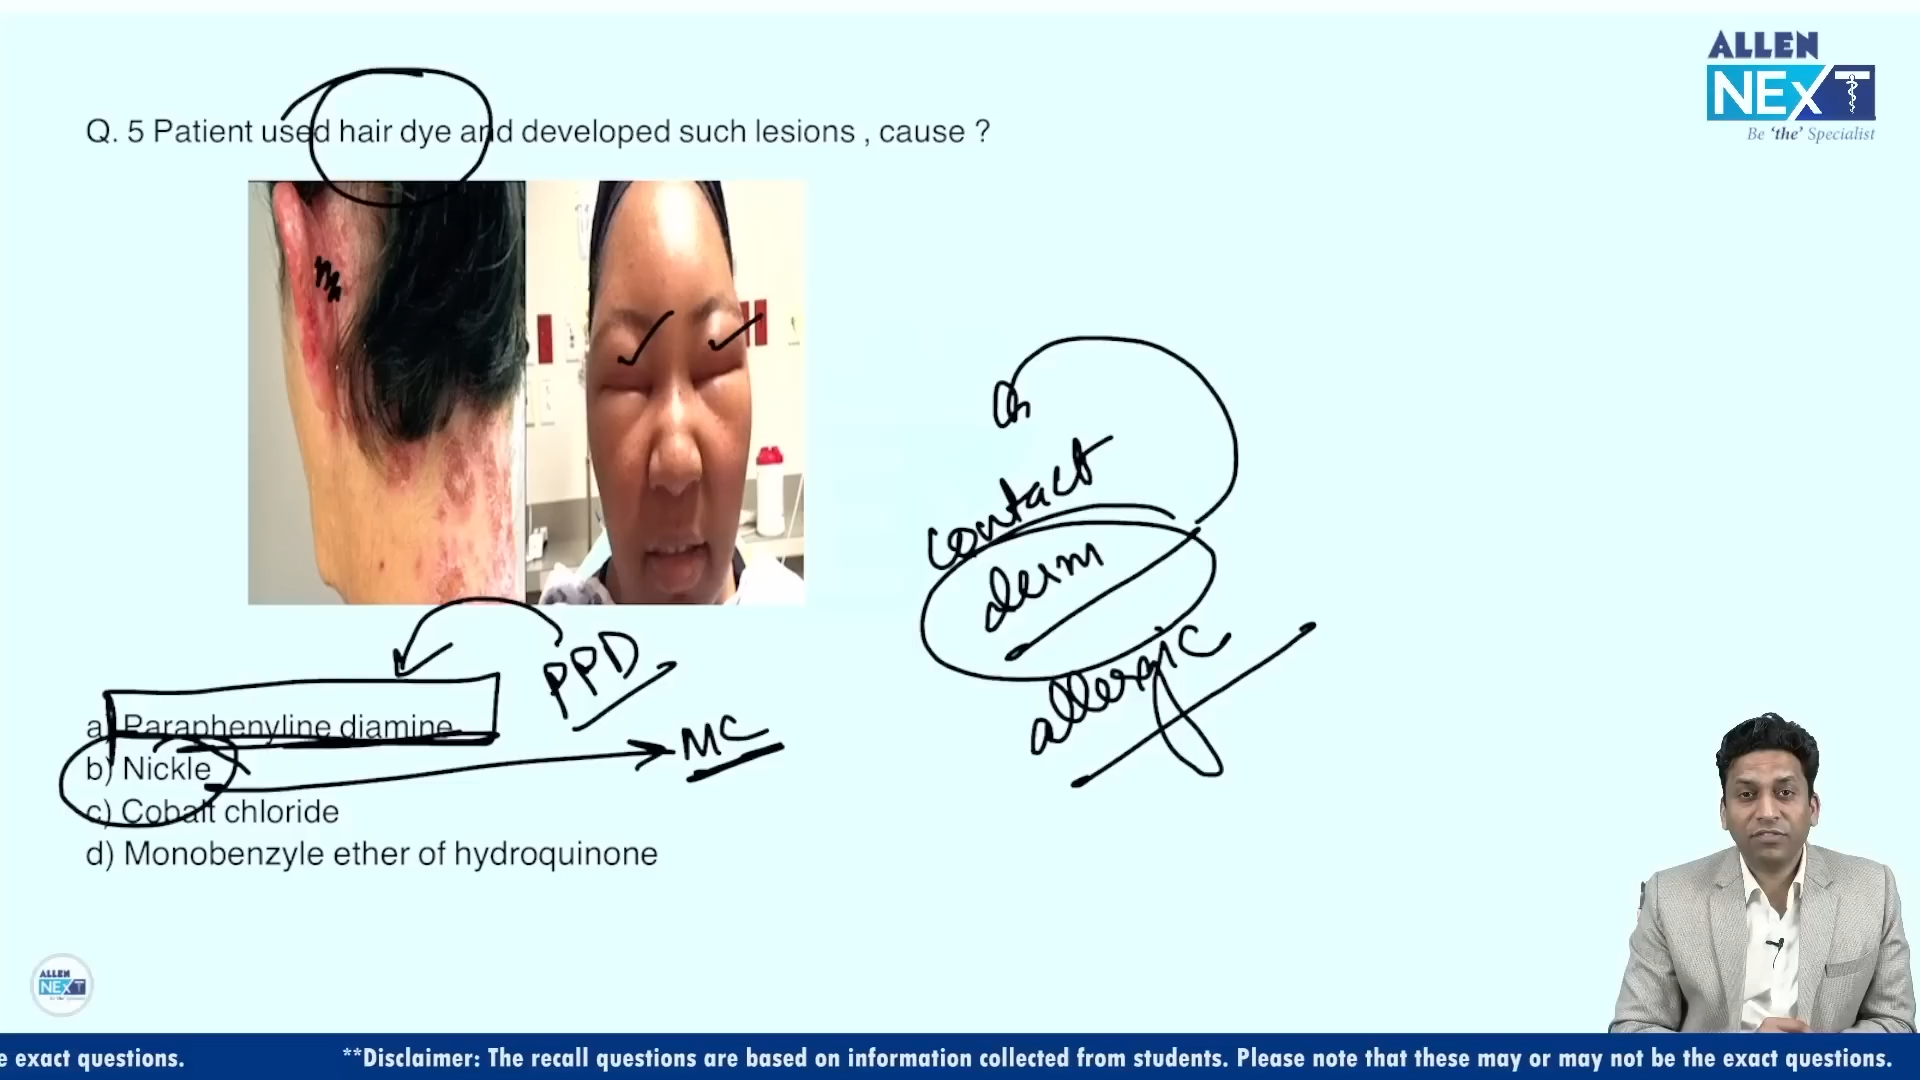 ALLEN
NEXT
Be 'the' Specialist
Q. 5 Patient used hair dye and developed such lesions , cause ?
contact
derm
allergic
PPD
a) Paraphenyline diamine
MC
b) Nickle
c) Cobalt chloride
d) Monobenzyle ether of hydroquinone
ALLEN
NEXT
e exact questions. **Disclaimer: The recall questions are based on information collected from students. Please note that these may or may not be the exact questions.